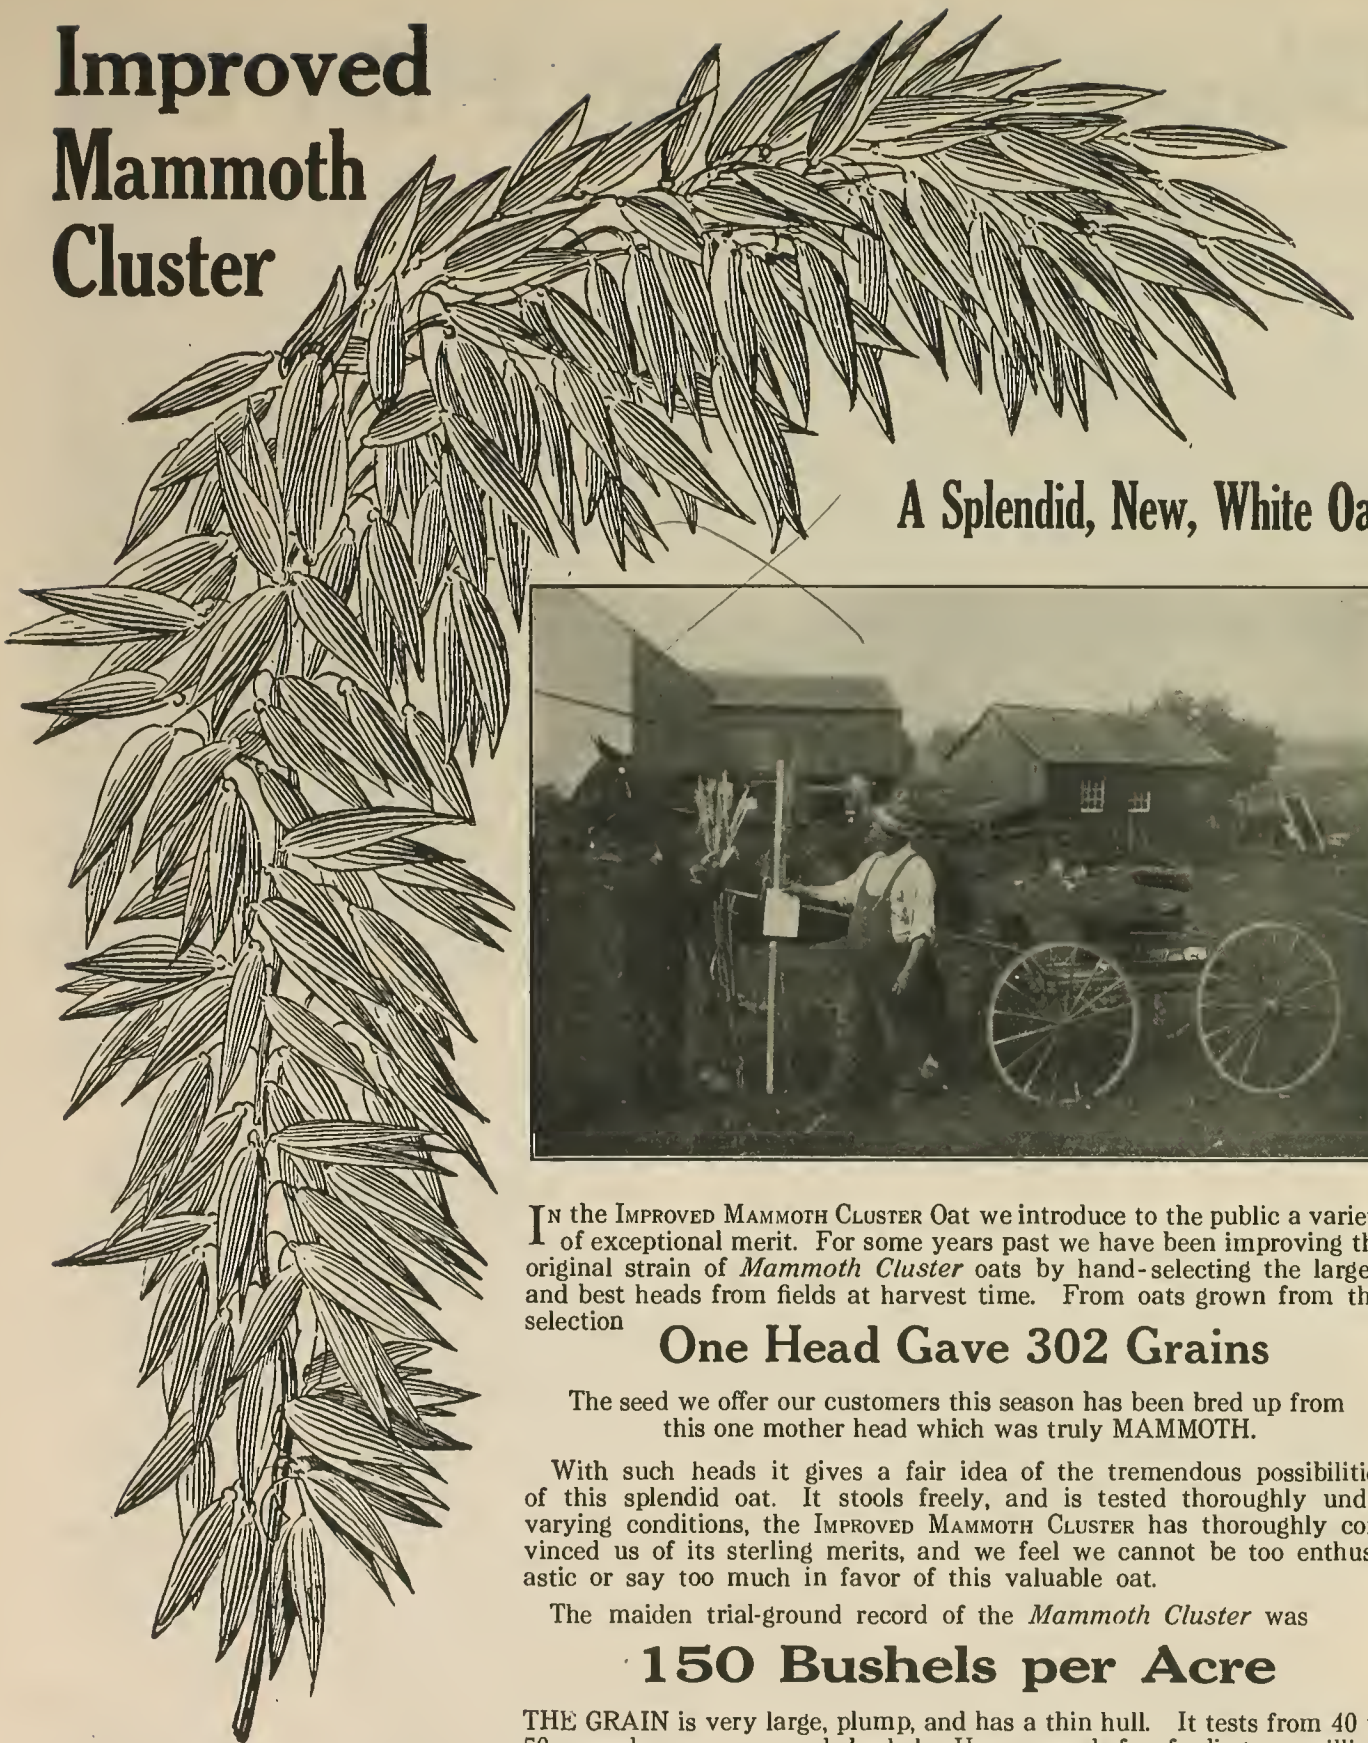 Improved
Mammoth
Cluster
A Splendid, New, White
IN the IMPROVED MAMMOTH CLUSTER Oat we introduce to the public a
of exceptional merit. For some years past we have been improving
original strain of Mammoth Cluster oats by hand-selecting the
and best heads from fields at harvest time. From oats grown from
selection
One Head Gave 302 Grains
The seed we offer our customers this season has been bred up from
this one mother head which was truly MAMMOTH.
With such heads it gives a fair idea of the tremendous
of this splendid oat. It stools freely, and is tested thoroughly
varying conditions, the IMPROVED MAMMOTH CLUSTER has thoroughly
vinced us of its sterling merits, and we feel we cannot be too
astic or say too much in favor of this valuable oat.
The maiden trial-ground record of the Mammoth Cluster was
150 Bushels per Acre
THE GRAIN is very large, plump, and has a thin hull. It tests from 40